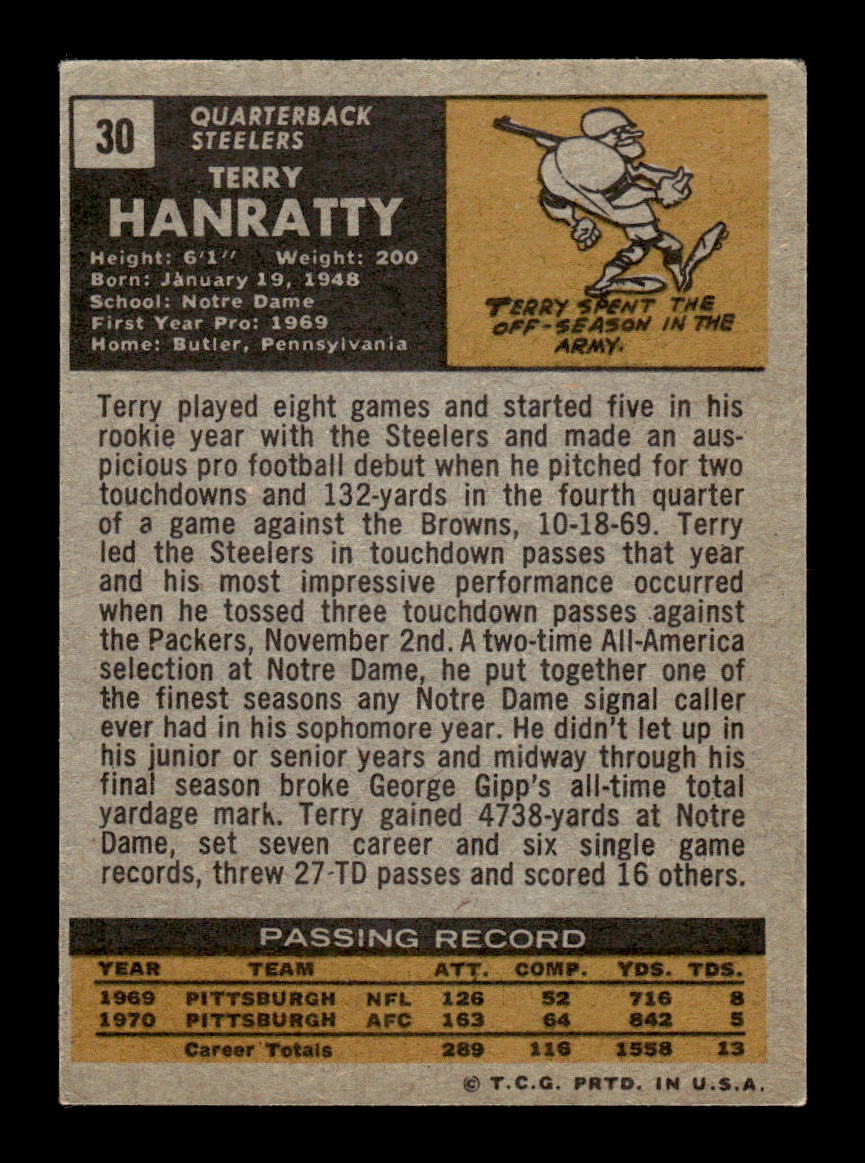 30
QUARTERBACK
STEELERS
TERRY
HANRATTY
Height: 6'1" Weight: 200
Born: January 19, 1948
School: Notre Dame
First Year Pro: 1969
Home: Butler, Pennsylvania
TERRY SPENT THE
OFF-SEASON IN THE
ARMY.
Terry played eight games and started five in his
rookie year with the Steelers and made an aus-
picious pro football debut when he pitched for two
touchdowns and 132-yards in the fourth quarter
of a game against the Browns, 10-18-69. Terry
led the Steelers in touchdown passes that year
and his most impressive performance occurred
when he tossed three touchdown passes against
the Packers, November 2nd. A two-time All-America
selection at Notre Dame, he put together one of
the finest seasons any Notre Dame signal caller
ever had in his sophomore year. He didn't let up in
his junior or senior years and midway through his
final season broke George Gipp's all-time total
yardage mark. Terry gained 4738-yards at Notre
Dame, set seven career and six single game
records, threw 27-TD passes and scored 16 others.
PASSING RECORD
YEAR TEAM ATT. COMP. YDS. TDS.
1969 PITTSBURGH NFL 126 52 716 8
1970 PITTSBURGH AFC 163 64 842 5
Career Totals 289 116 1558 13
© T.C.G. PRTD. IN U.S.A.